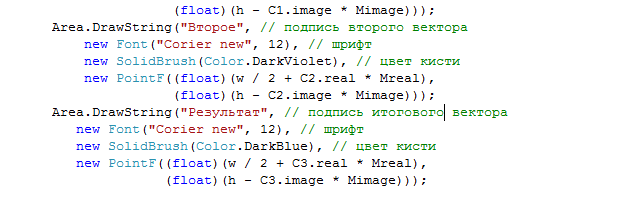 (float)(h - C1.image * Mimage)));
Area.DrawString("Второе", // подпись второго вектора
new Font("Corier new", 12), // шрифт
new SolidBrush(Color.DarkViolet), // цвет кисти
new PointF((float)(w / 2 + C2.real * Mreal),
(float)(h - C2.image * Mimage)));
Area.DrawString("Результат", // подпись итогового вектора
new Font("Corier new", 12), // шрифт
new SolidBrush(Color.DarkBlue), // цвет кисти
new PointF((float)(w / 2 + C3.real * Mreal),
(float)(h - C3.image * Mimage)));